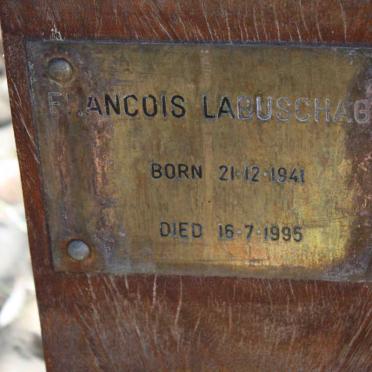 FRANCOIS LABUSCHAG
BORN 21-12-1941
DIED 16-7-1995